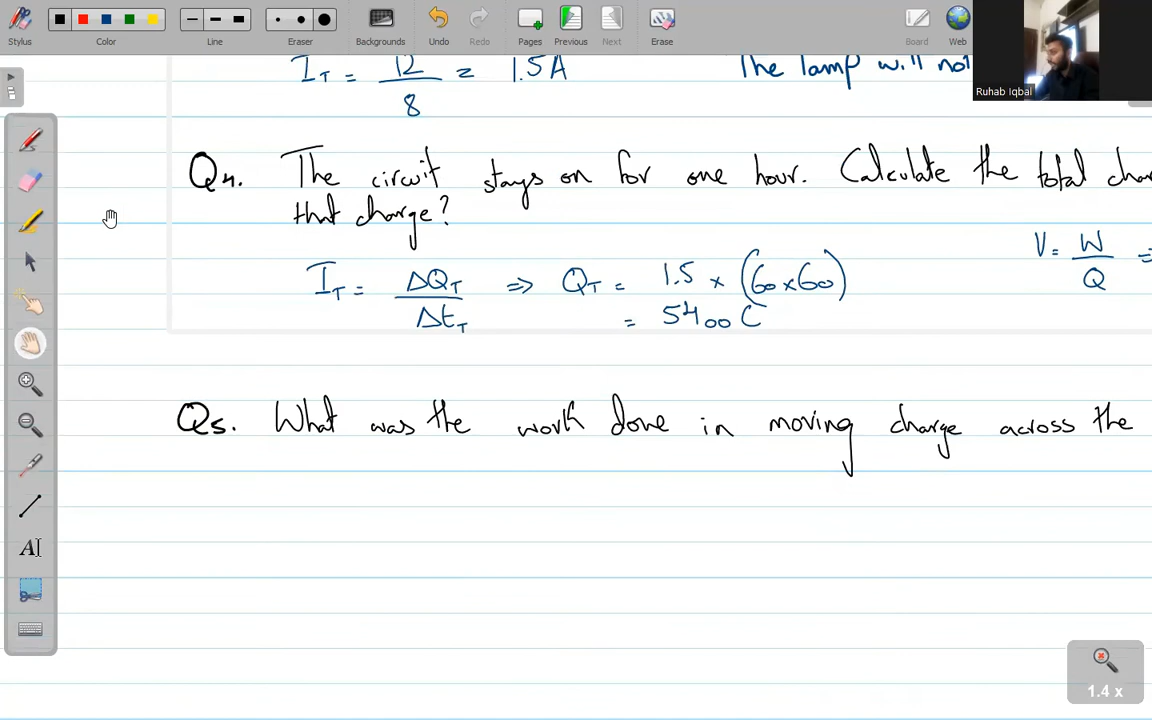 Stylus Color Line Eraser Backgrounds Undo Redo Pages Previous Next Erase Board Web
Ruhab Iqbal
I_T = 12/8 = 1.5A The lamp will not
Q4. The circuit stays on for one hour. Calculate the total char
that charge?
I_T = ΔQ_T/Δt_T ⇒ Q_T = 1.5 × (60×60)
= 5400 C
V = W/Q ⇒
Q5. What was the work done in moving charge across the
1.4 x